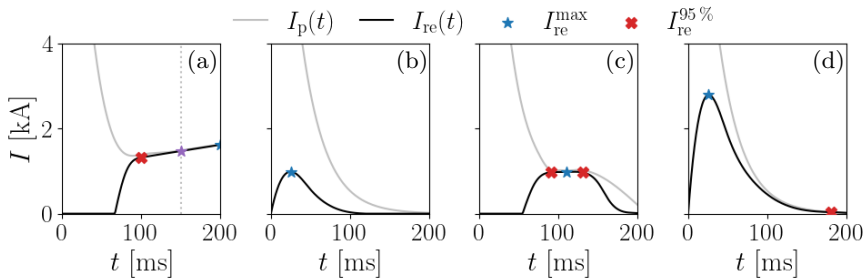 I_p(t) I_re(t) I_re^max I_re^95 %
(a) (b) (c) (d)
4
2
0
I [kA]
0 100 200 0 100 200 0 100 200 0 100 200
t [ms] t [ms] t [ms] t [ms]